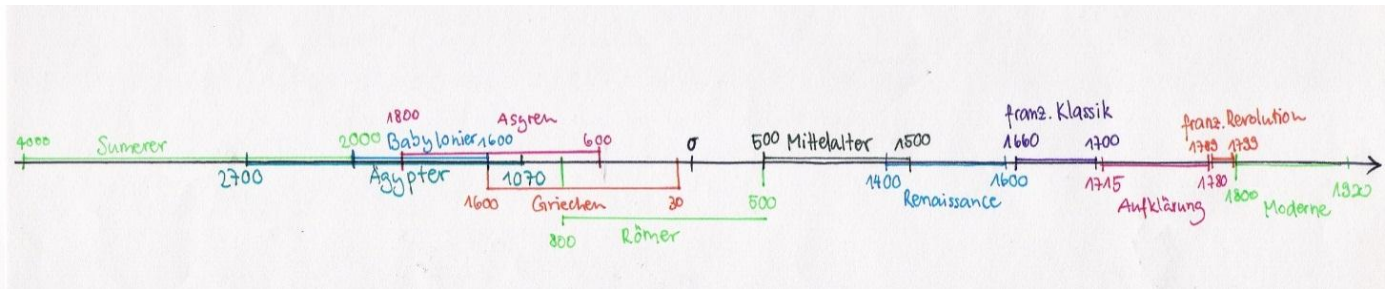 franz. Klassik
franz. Revolution
1800 Asyren
1660 1700 1789 1799
4000 Sumerer 2000 Babylonier 1600 600 0 500 Mittelalter 1500
2700 Ägypter 1070 1400 1600 1715 1780
1600 Griechen 30 500 Renaissance Aufklärung 1800 Moderne 1920
800 Römer